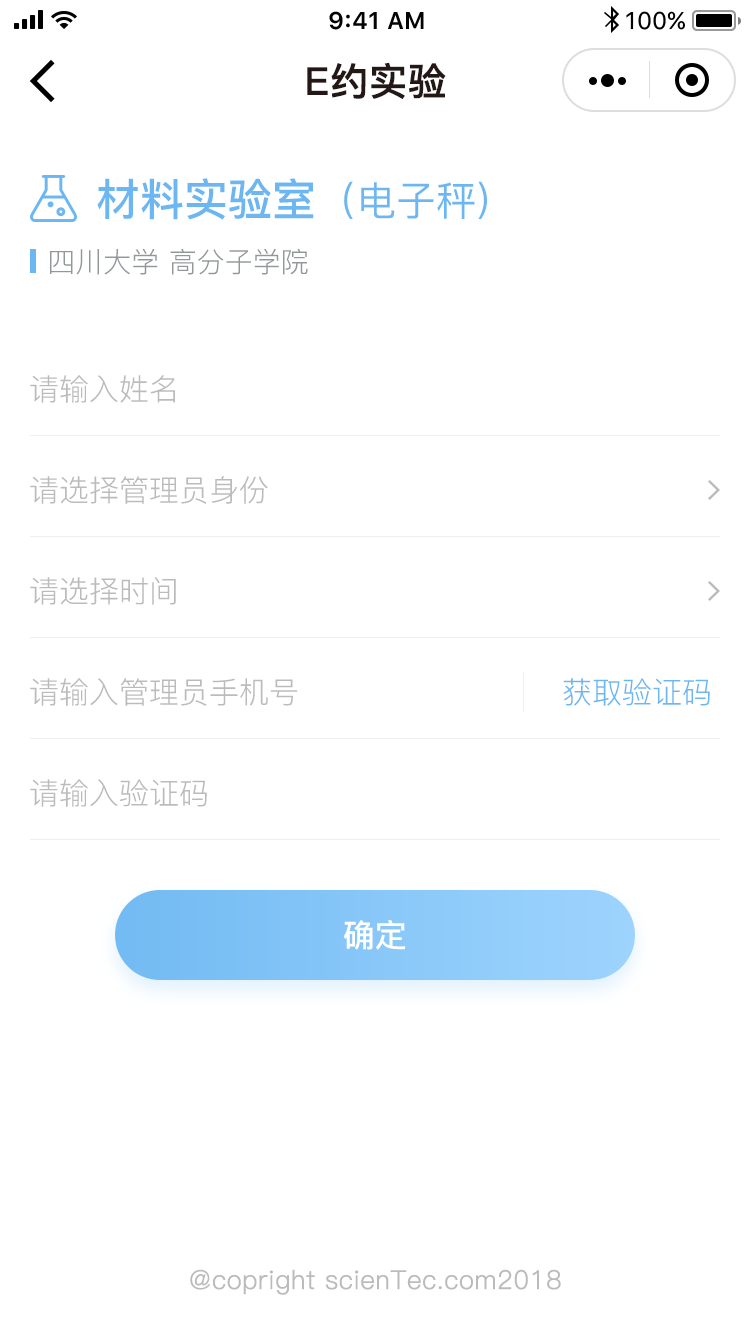 9:41 AM 100%
E约实验
材料实验室（电子秤）
四川大学 高分子学院
请输入姓名
请选择管理员身份
请选择时间
请输入管理员手机号 获取验证码
请输入验证码
确定
@copright scienTec.com2018